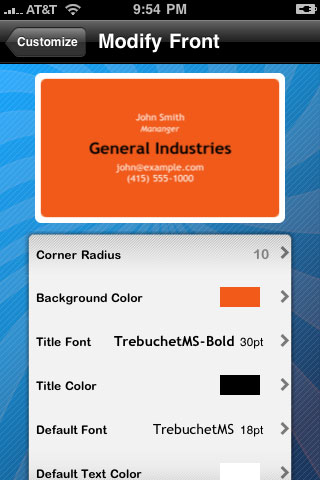 AT&T 9:54 PM
Customize Modify Front
John Smith
Mananger
General Industries
john@example.com
(415) 555-1000
Corner Radius 10
Background Color
Title Font TrebuchetMS-Bold 30pt
Title Color
Default Font TrebuchetMS 18pt
Default Text Color